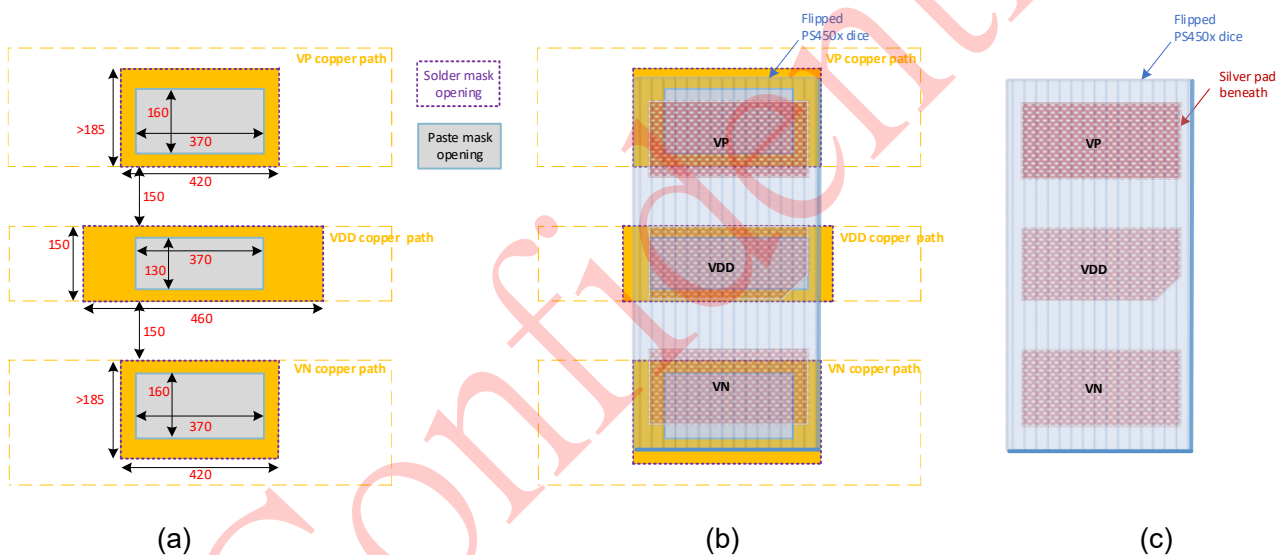 VP copper path
>185
160
370
420
150
Solder mask
opening
Paste mask
opening
VDD copper path
150
370
130
460
150
VN copper path
>185
160
370
420
(a)
Flipped
PS450x dice
VP copper path
VP
VDD copper path
VDD
VN copper path
VN
(b)
Flipped
PS450x dice
Silver pad
beneath
VP
VDD
VN
(c)
Confidenti